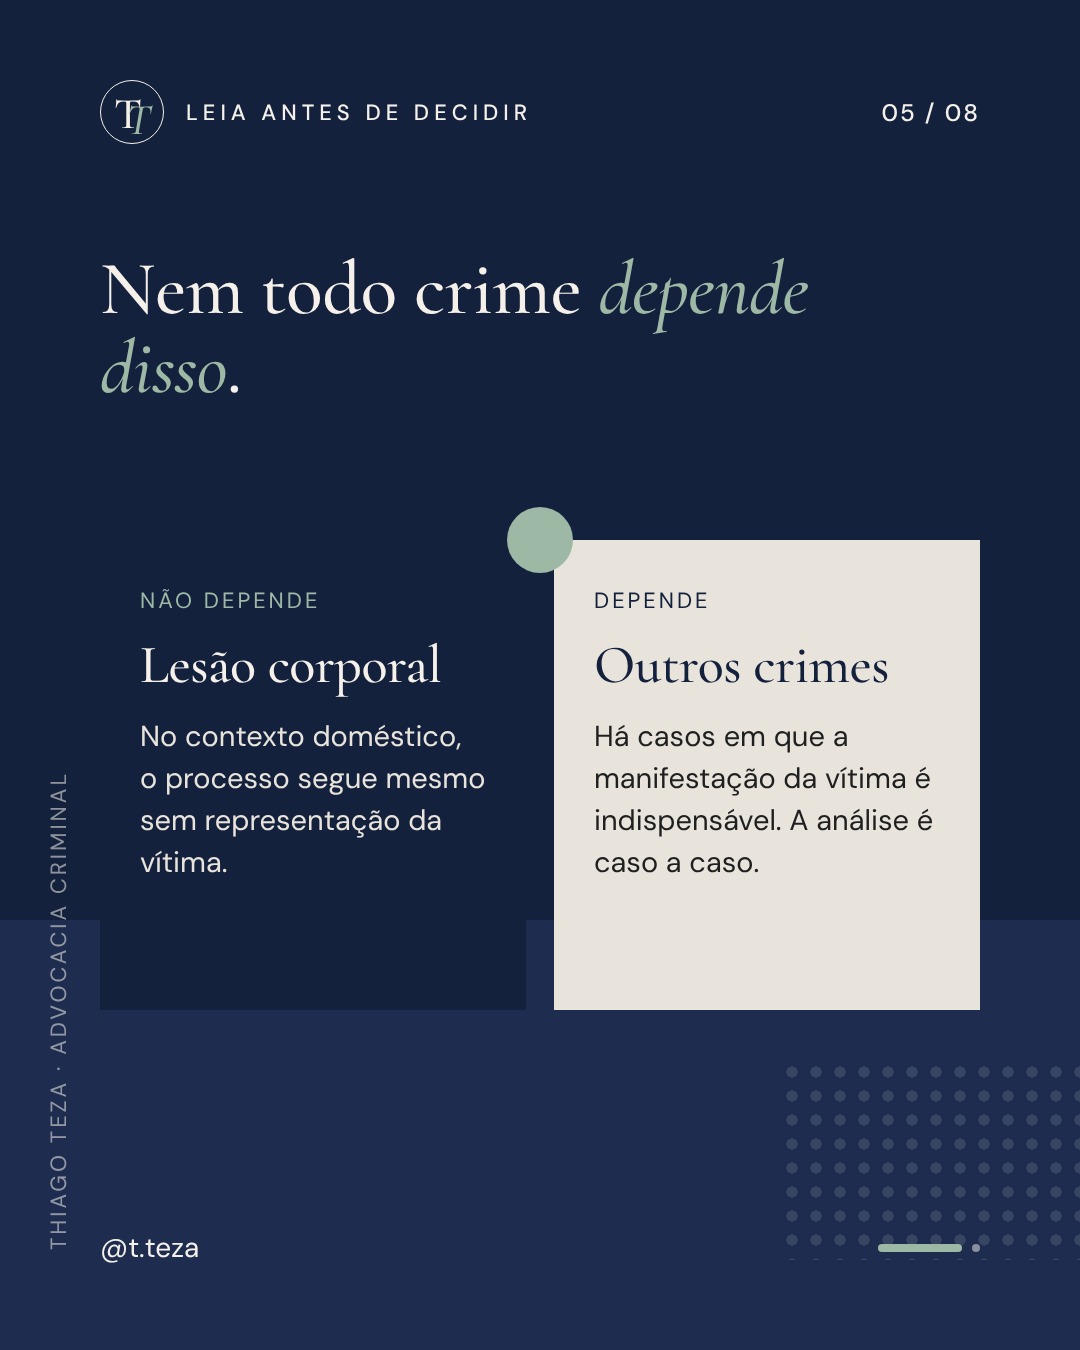 TT
LEIA ANTES DE DECIDIR
05 / 08
Nem todo crime depende
disso.
NÃO DEPENDE
Lesão corporal
No contexto doméstico,
o processo segue mesmo
sem representação da
vítima.
DEPENDE
Outros crimes
Há casos em que a
manifestação da vítima é
indispensável. A análise é
caso a caso.
THIAGO TEZA · ADVOCACIA CRIMINAL
@t.teza